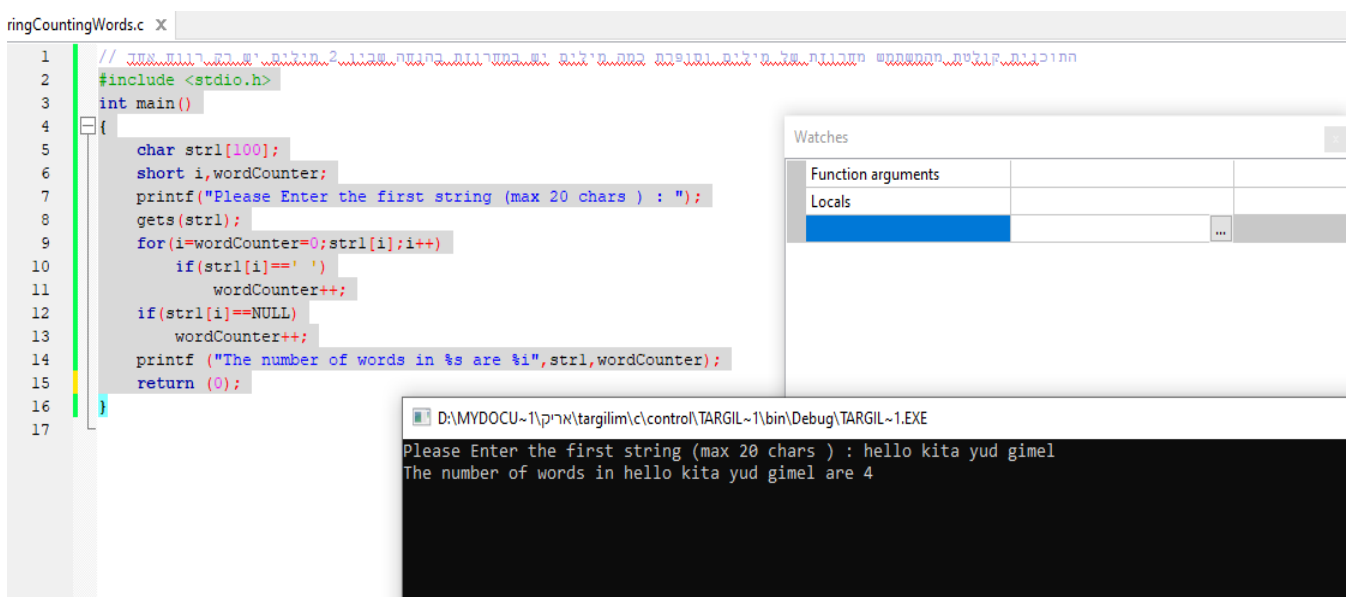 ringCountingWords.c X
1 // התוכנית קולטת מהמשתמש מחרוזת של מילים וסופרת כמה מילים יש במחרוזת בהנחה שבין 2 מילים יש רק רווח אחד
2 #include <stdio.h>
3 int main()
4 {
5 char str1[100];
6 short i,wordCounter;
7 printf("Please Enter the first string (max 20 chars ) : ");
8 gets(str1);
9 for(i=wordCounter=0;str1[i];i++)
10 if(str1[i]==' ')
11 wordCounter++;
12 if(str1[i]==NULL)
13 wordCounter++;
14 printf ("The number of words in %s are %i",str1,wordCounter);
15 return (0);
16 }
17
Watches
Function arguments
Locals
...
D:\MYDOCU~1\אריק\targilim\c\control\TARGIL~1\bin\Debug\TARGIL~1.EXE
Please Enter the first string (max 20 chars ) : hello kita yud gimel
The number of words in hello kita yud gimel are 4